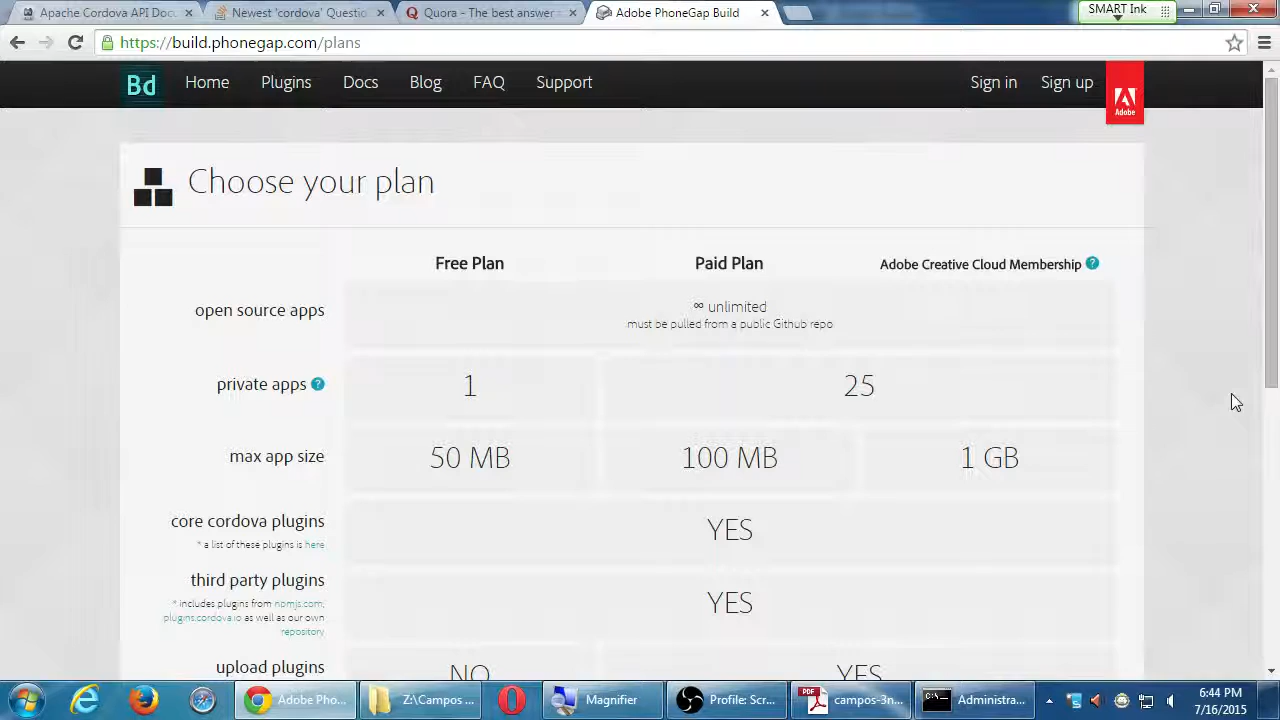 Apache Cordova API Docu
Newest 'cordova' Questio
Quora - The best answer
Adobe PhoneGap Build
SMART Ink
https://build.phonegap.com/plans
Bd
Home
Plugins
Docs
Blog
FAQ
Support
Sign in
Sign up
Adobe
Choose your plan
Free Plan
Paid Plan
Adobe Creative Cloud Membership ?
open source apps
∞ unlimited
must be pulled from a public Github repo
private apps ?
1
25
max app size
50 MB
100 MB
1 GB
core cordova plugins
* a list of these plugins is here
YES
third party plugins
* includes plugins from npmjs.com,
plugins.cordova.io as well as our own
repository
YES
upload plugins
NO
YES
Adobe Pho...
Z:\Campos ...
Magnifier
Profile: Scr...
PDF
campos-3n...
C:\
Administra...
6:44 PM
7/16/2015